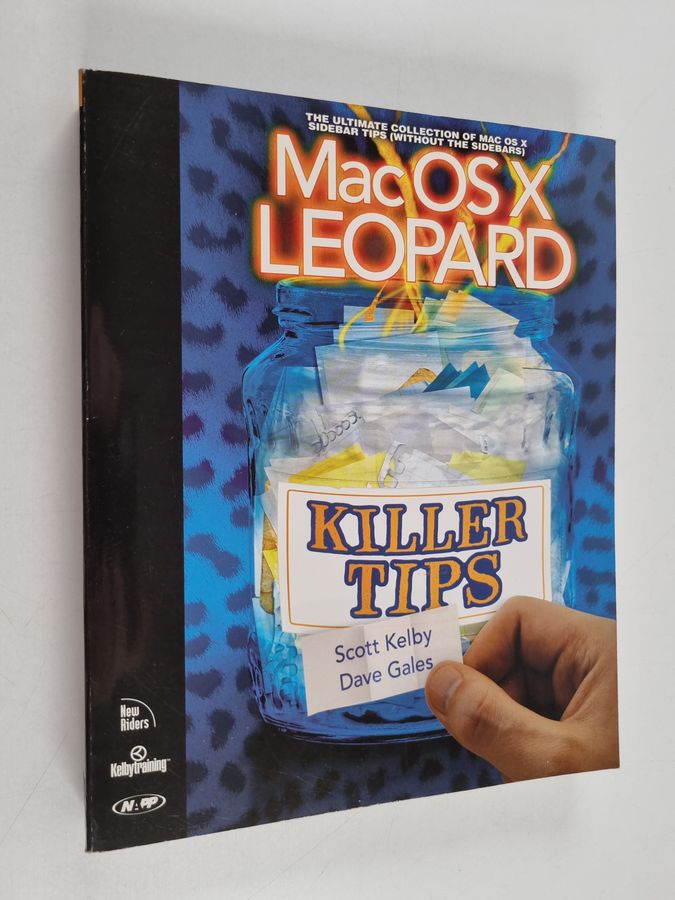 THE ULTIMATE COLLECTION OF MAC OS X
SIDEBAR TIPS (WITHOUT THE SIDEBARS)
Mac OS X
LEOPARD
KILLER
TIPS
Scott Kelby
Dave Gales
New
Riders
Kelbytraining™
NAPP